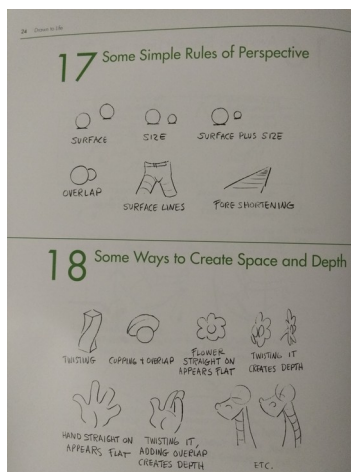 24 Drawn to Life
17 Some Simple Rules of Perspective
SURFACE
SIZE
SURFACE PLUS SIZE
OVERLAP
SURFACE LINES
FORE SHORTENING
18 Some Ways to Create Space and Depth
TWISTING
CUPPING & OVERLAP
FLOWER
STRAIGHT ON
APPEARS FLAT
TWISTING IT
CREATES DEPTH
HAND STRAIGHT ON
APPEARS FLAT
TWISTING IT,
ADDING OVERLAP
CREATES DEPTH
ETC.